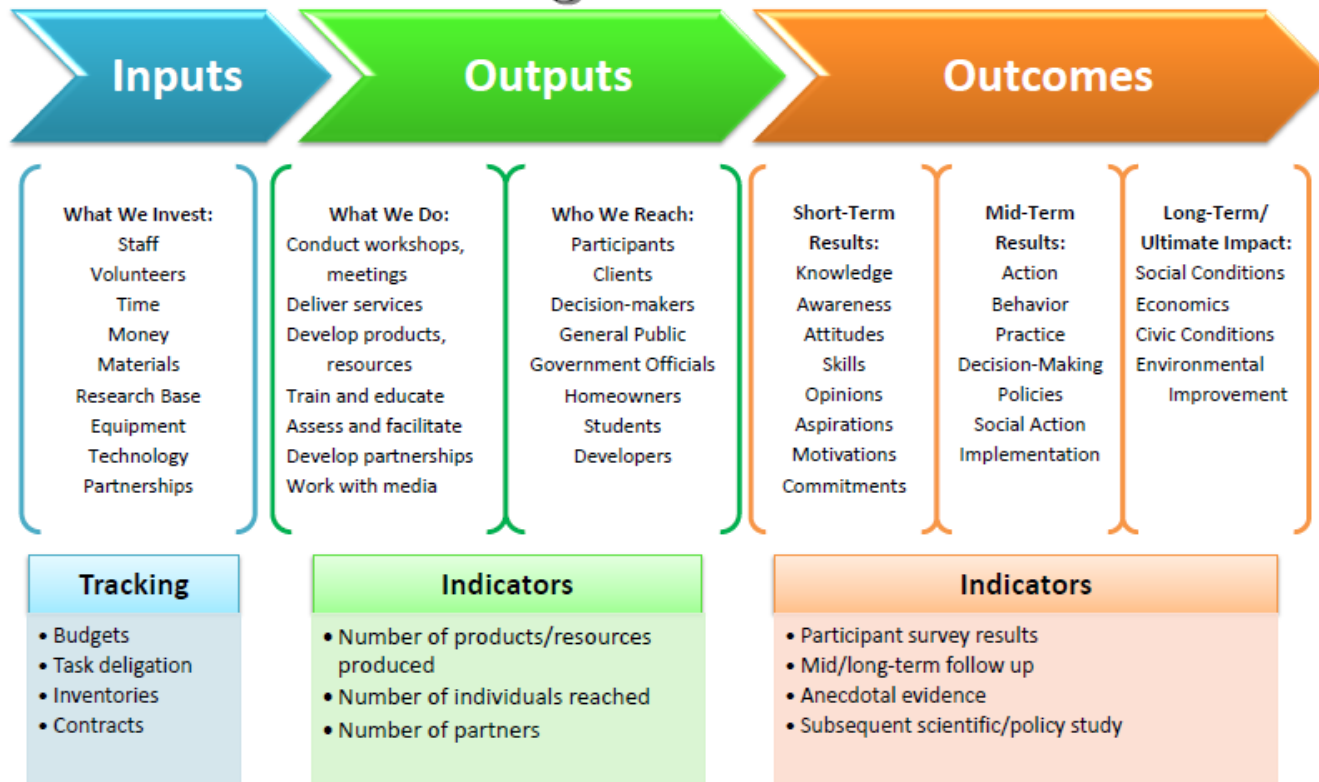 Inputs
Outputs
Outcomes
What We Invest:
Staff
Volunteers
Time
Money
Materials
Research Base
Equipment
Technology
Partnerships
What We Do:
Conduct workshops,
meetings
Deliver services
Develop products,
resources
Train and educate
Assess and facilitate
Develop partnerships
Work with media
Who We Reach:
Participants
Clients
Decision-makers
General Public
Government Officials
Homeowners
Students
Developers
Short-Term
Results:
Knowledge
Awareness
Attitudes
Skills
Opinions
Aspirations
Motivations
Commitments
Mid-Term
Results:
Action
Behavior
Practice
Decision-Making
Policies
Social Action
Implementation
Long-Term/
Ultimate Impact:
Social Conditions
Economics
Civic Conditions
Environmental
Improvement
Tracking
• Budgets
• Task deligation
• Inventories
• Contracts
Indicators
• Number of products/resources
produced
• Number of individuals reached
• Number of partners
Indicators
• Participant survey results
• Mid/long-term follow up
• Anecdotal evidence
• Subsequent scientific/policy study